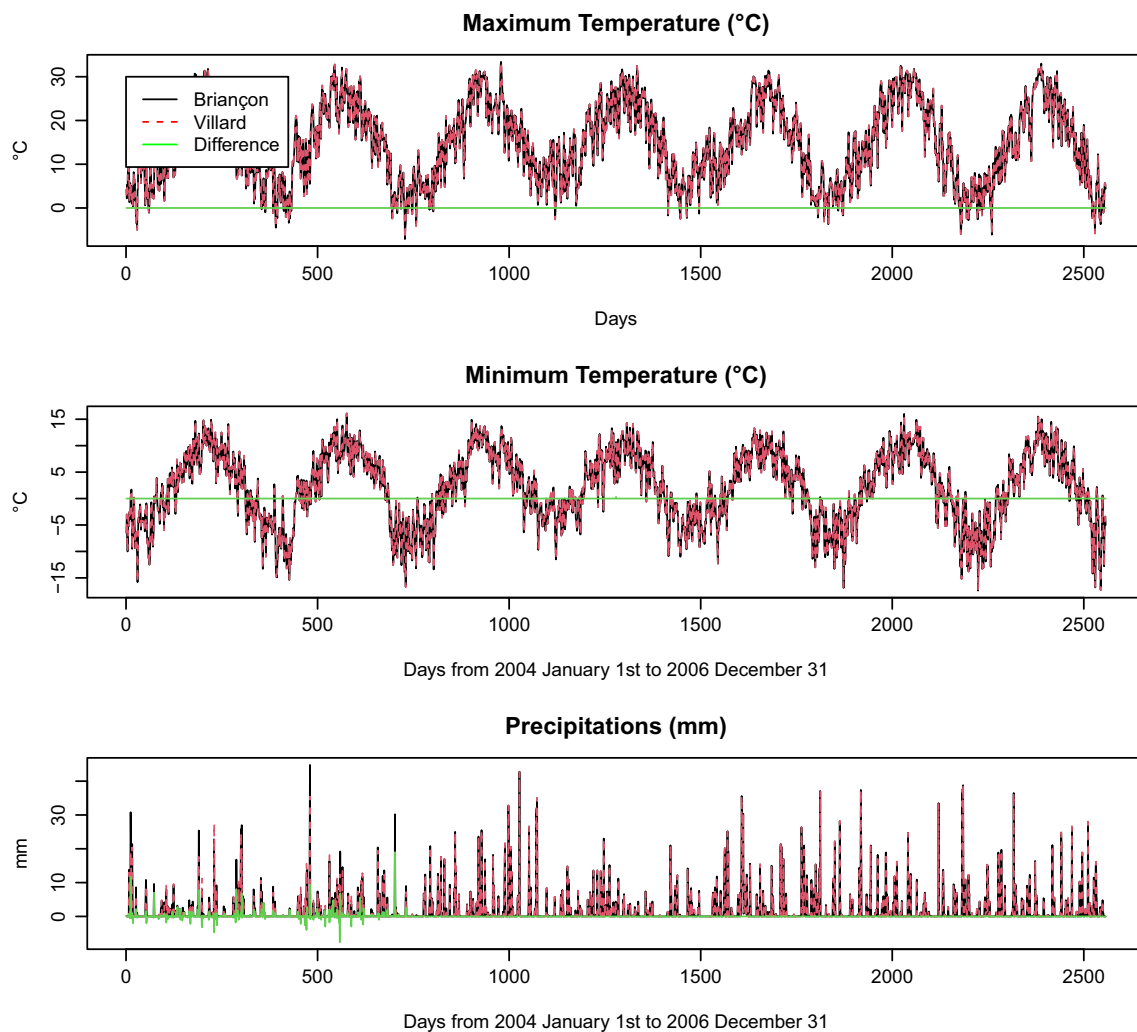 Maximum Temperature (°C)
°C
30
20
10
0
Briançon
Villard
Difference
0 500 1000 1500 2000 2500
Days
Minimum Temperature (°C)
°C
15
5
−5
−15
0 500 1000 1500 2000 2500
Days from 2004 January 1st to 2006 December 31
Precipitations (mm)
mm
30
10
0
0 500 1000 1500 2000 2500
Days from 2004 January 1st to 2006 December 31